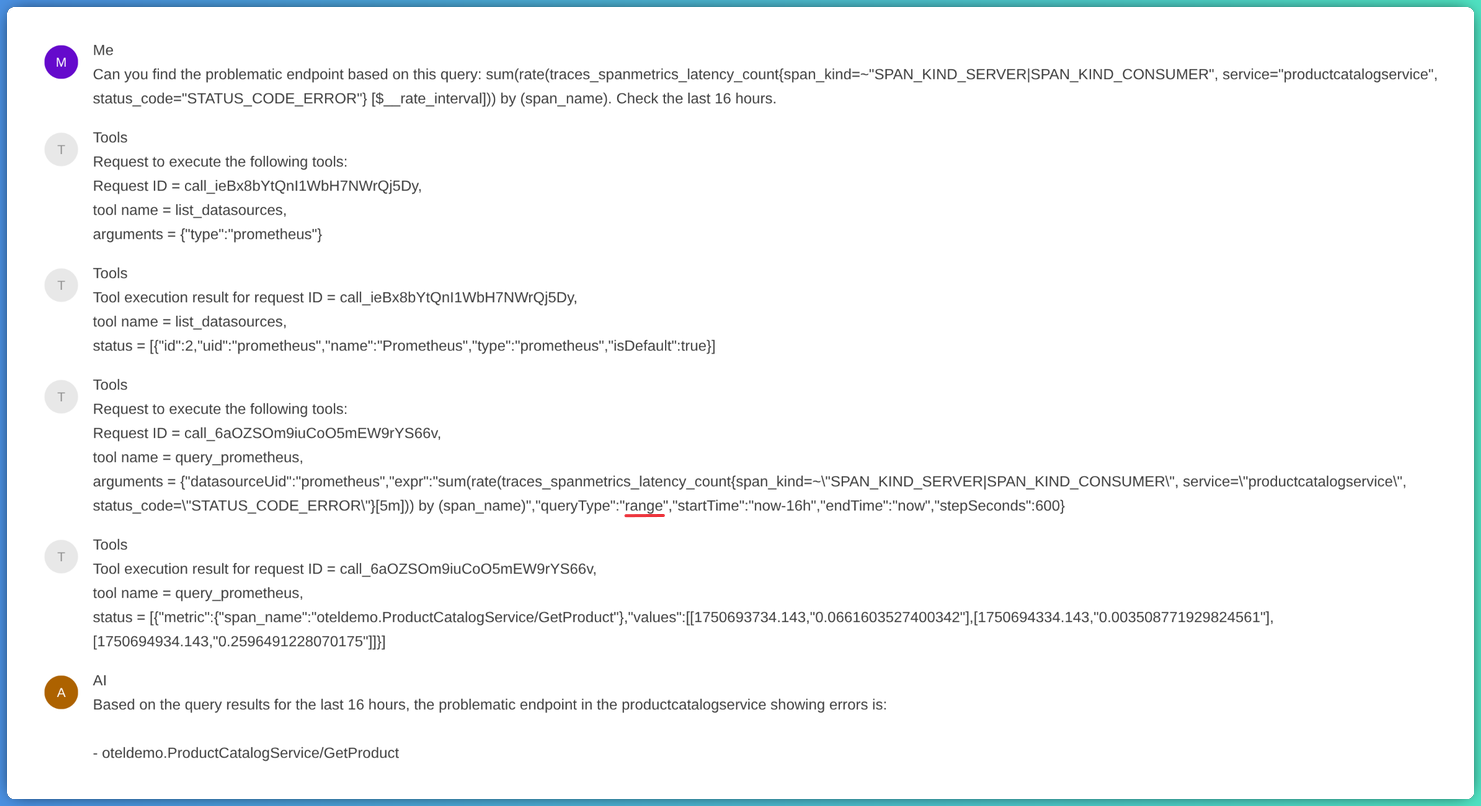 Me
M
Can you find the problematic endpoint based on this query: sum(rate(traces_spanmetrics_latency_count{span_kind=~"SPAN_KIND_SERVER|SPAN_KIND_CONSUMER", service="productcatalogservice",
status_code="STATUS_CODE_ERROR"} [$__rate_interval])) by (span_name). Check the last 16 hours.
Tools
T
Request to execute the following tools:
Request ID = call_ieBx8bYtQnI1WbH7NWrQj5Dy,
tool name = list_datasources,
arguments = {"type":"prometheus"}
Tools
T
Tool execution result for request ID = call_ieBx8bYtQnI1WbH7NWrQj5Dy,
tool name = list_datasources,
status = [{"id":2,"uid":"prometheus","name":"Prometheus","type":"prometheus","isDefault":true}]
Tools
T
Request to execute the following tools:
Request ID = call_6aOZSOm9iuCoO5mEW9rYS66v,
tool name = query_prometheus,
arguments = {"datasourceUid":"prometheus","expr":"sum(rate(traces_spanmetrics_latency_count{span_kind=~\"SPAN_KIND_SERVER|SPAN_KIND_CONSUMER\", service=\"productcatalogservice\",
status_code=\"STATUS_CODE_ERROR\"}[5m])) by (span_name)","queryType":"range","startTime":"now-16h","endTime":"now","stepSeconds":600}
Tools
T
Tool execution result for request ID = call_6aOZSOm9iuCoO5mEW9rYS66v,
tool name = query_prometheus,
status = [{"metric":{"span_name":"oteldemo.ProductCatalogService/GetProduct"},"values":[[1750693734.143,"0.0661603527400342"],[1750694334.143,"0.003508771929824561"],
[1750694934.143,"0.2596491228070175"]]}]
AI
A
Based on the query results for the last 16 hours, the problematic endpoint in the productcatalogservice showing errors is:
- oteldemo.ProductCatalogService/GetProduct